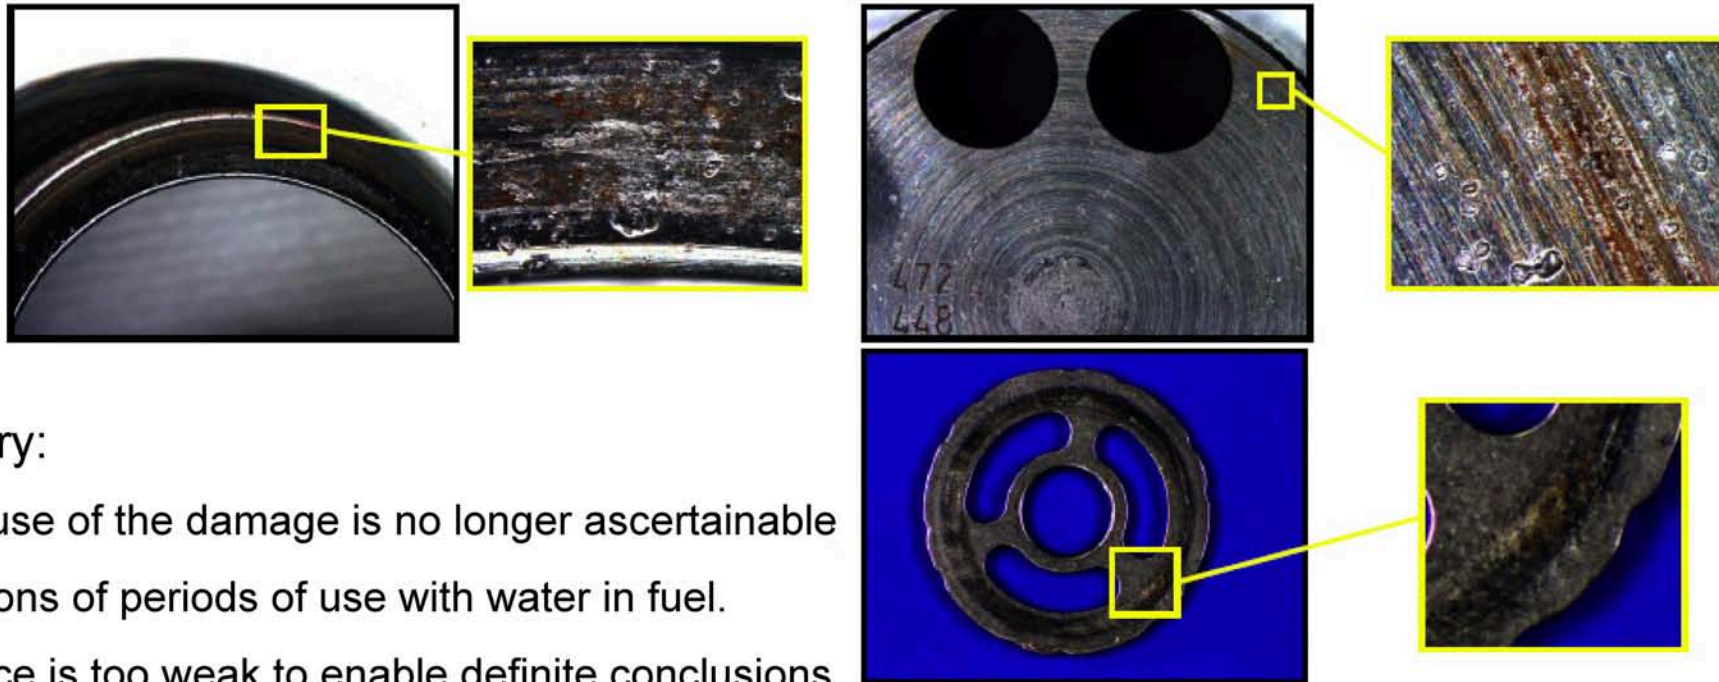 472
448
ry:
use of the damage is no longer ascertainable
ons of periods of use with water in fuel.
ce is too weak to enable definite conclusions